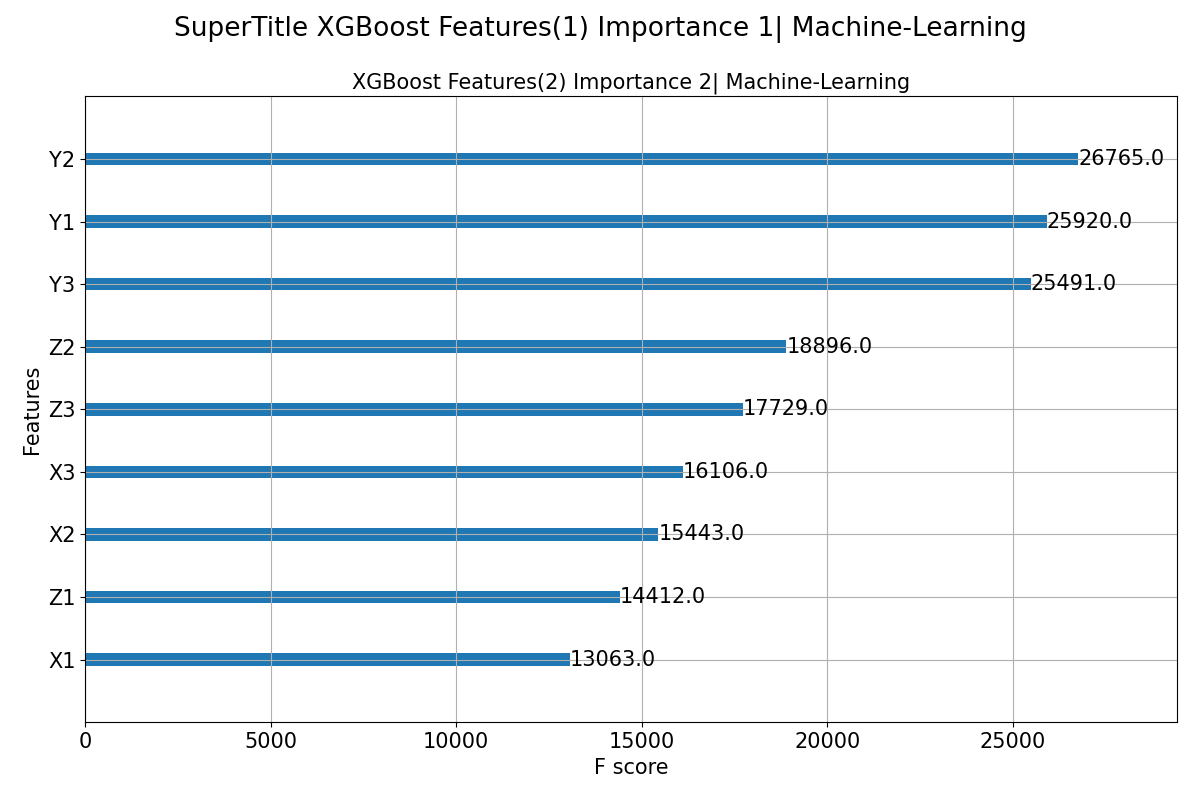 SuperTitle XGBoost Features(1) Importance 1| Machine-Learning
XGBoost Features(2) Importance 2| Machine-Learning
Features
Y2 26765.0
Y1 25920.0
Y3 25491.0
Z2 18896.0
Z3 17729.0
X3 16106.0
X2 15443.0
Z1 14412.0
X1 13063.0
0 5000 10000 15000 20000 25000
F score